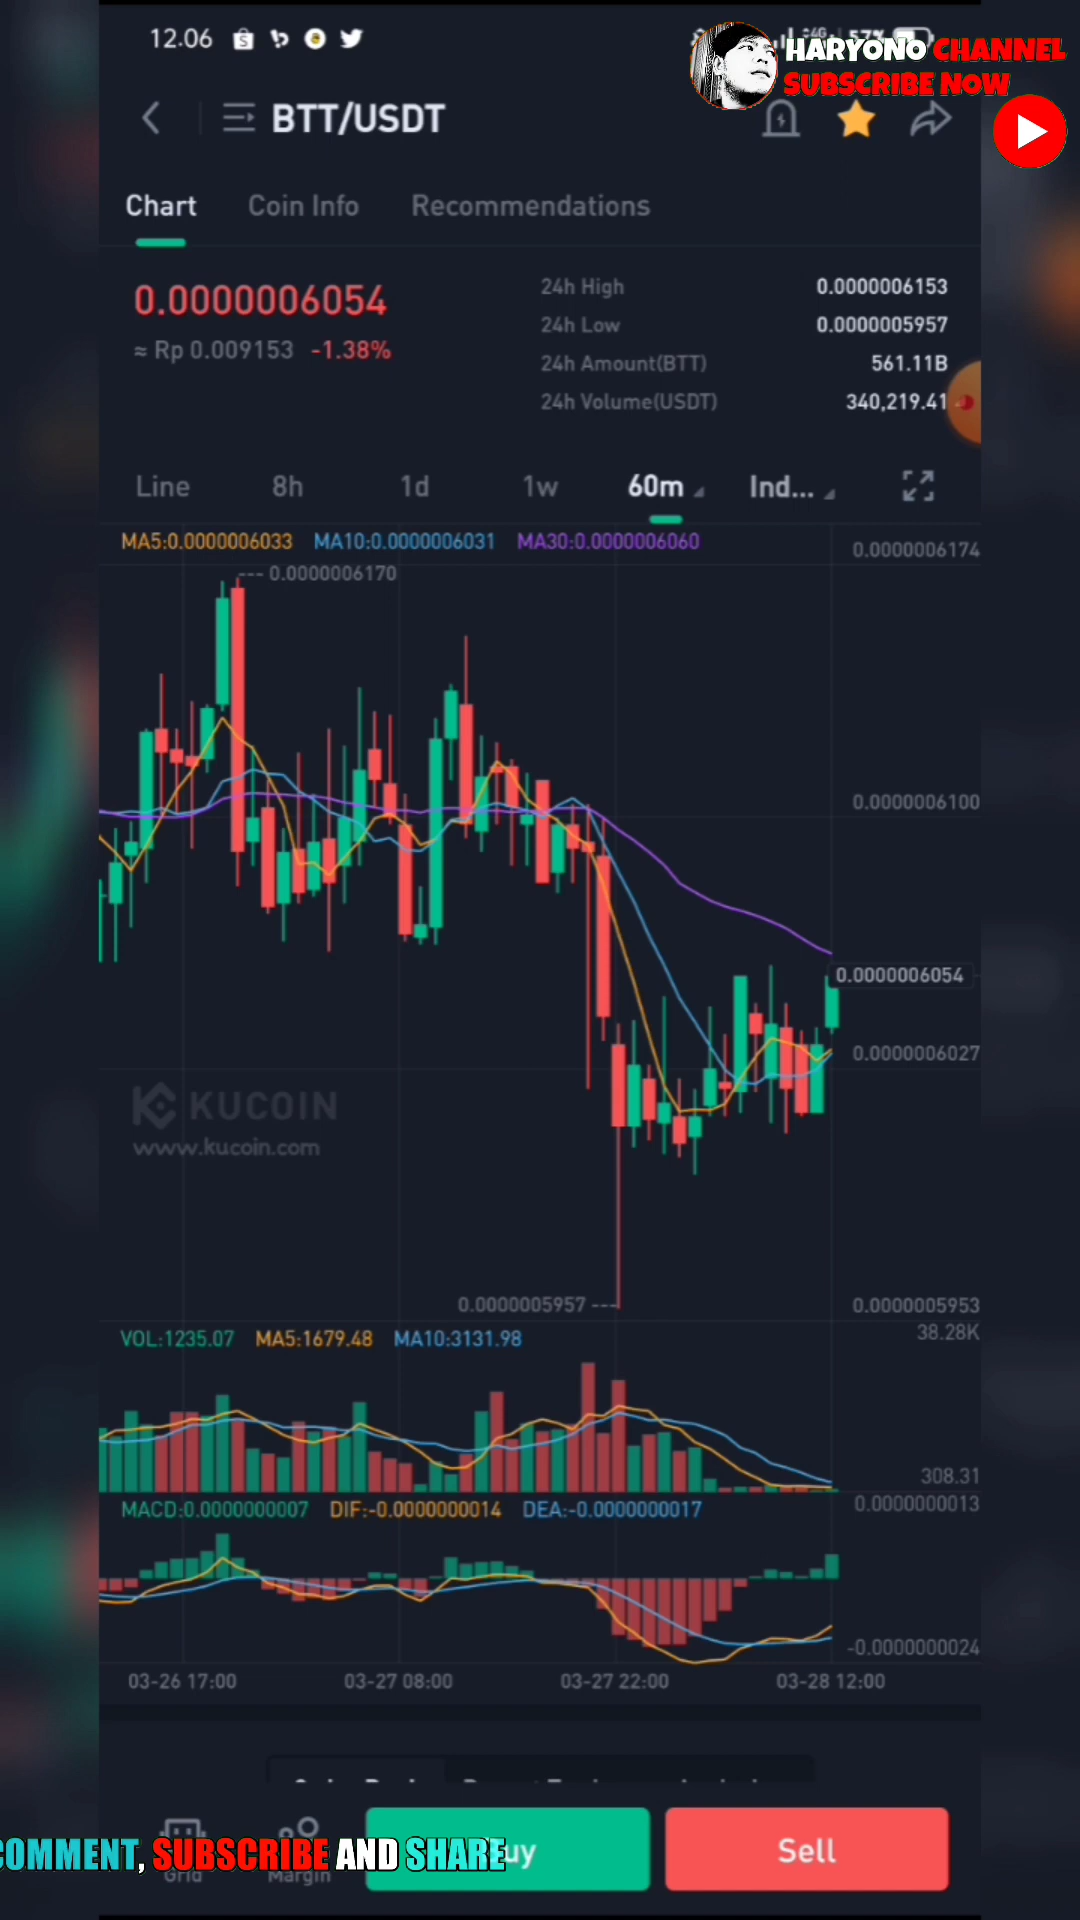 12.06
57%
HARYONO CHANNEL
SUBSCRIBE NOW
BTT/USDT
Chart Coin Info Recommendations
0.0000006054
≈ Rp 0.009153 -1.38%
24h High 0.0000006153
24h Low 0.0000005957
24h Amount(BTT) 561.11B
24h Volume(USDT) 340,219.41
Line 8h 1d 1w 60m Ind...
MA5:0.0000006033 MA10:0.0000006031 MA30:0.0000006060
0.0000006174
0.0000006170
0.0000006100
0.0000006054
0.0000006027
KUCOIN
www.kucoin.com
0.0000005957
0.0000005953
VOL:1235.07 MA5:1679.48 MA10:3131.98
38.28K
308.31
MACD:0.0000000007 DIF:-0.0000000014 DEA:-0.0000000017
0.0000000013
-0.0000000024
03-26 17:00 03-27 08:00 03-27 22:00 03-28 12:00
Grid Margin
Sell
COMMENT, SUBSCRIBE AND SHARE